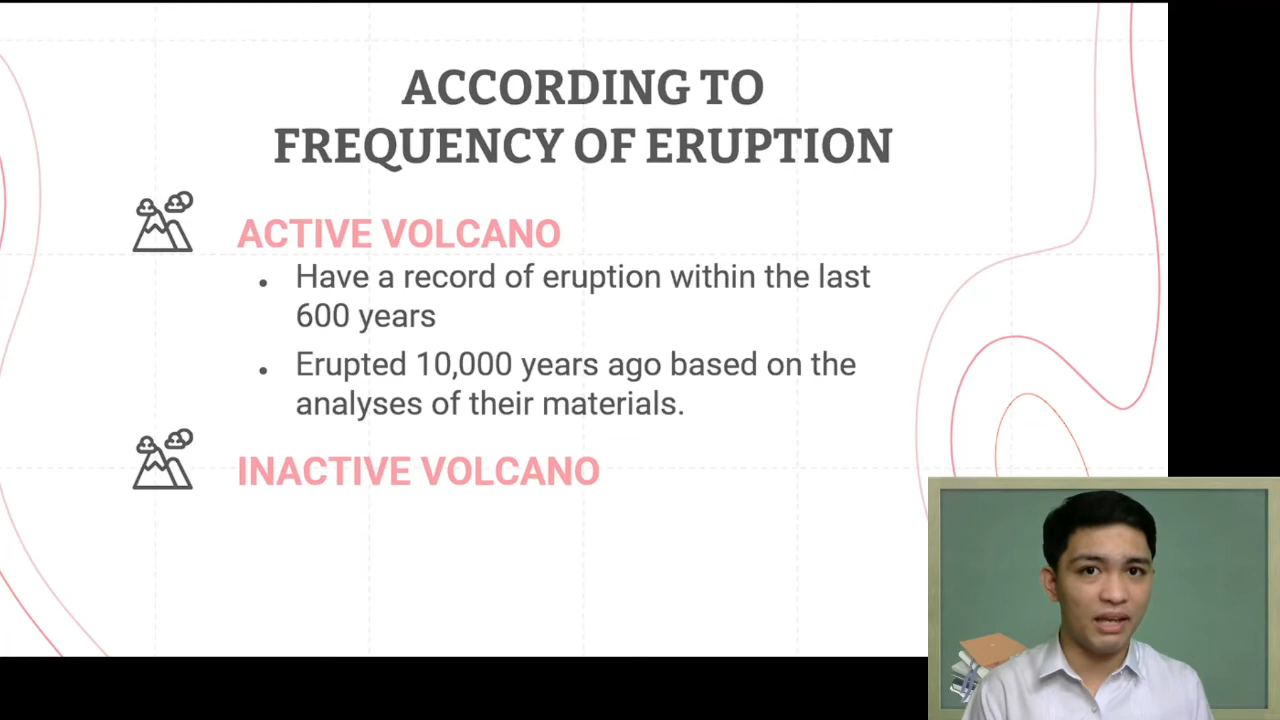 ACCORDING TO
FREQUENCY OF ERUPTION
ACTIVE VOLCANO
• Have a record of eruption within the last
600 years
• Erupted 10,000 years ago based on the
analyses of their materials.
INACTIVE VOLCANO